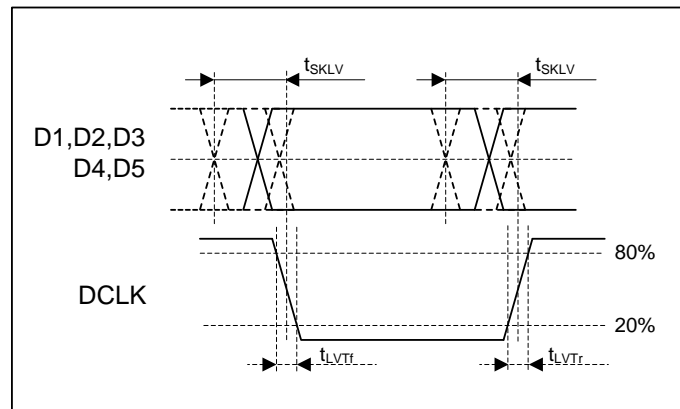 tSKLV
tSKLV
D1,D2,D3
D4,D5
80%
DCLK
20%
tLVTf
tLVTr